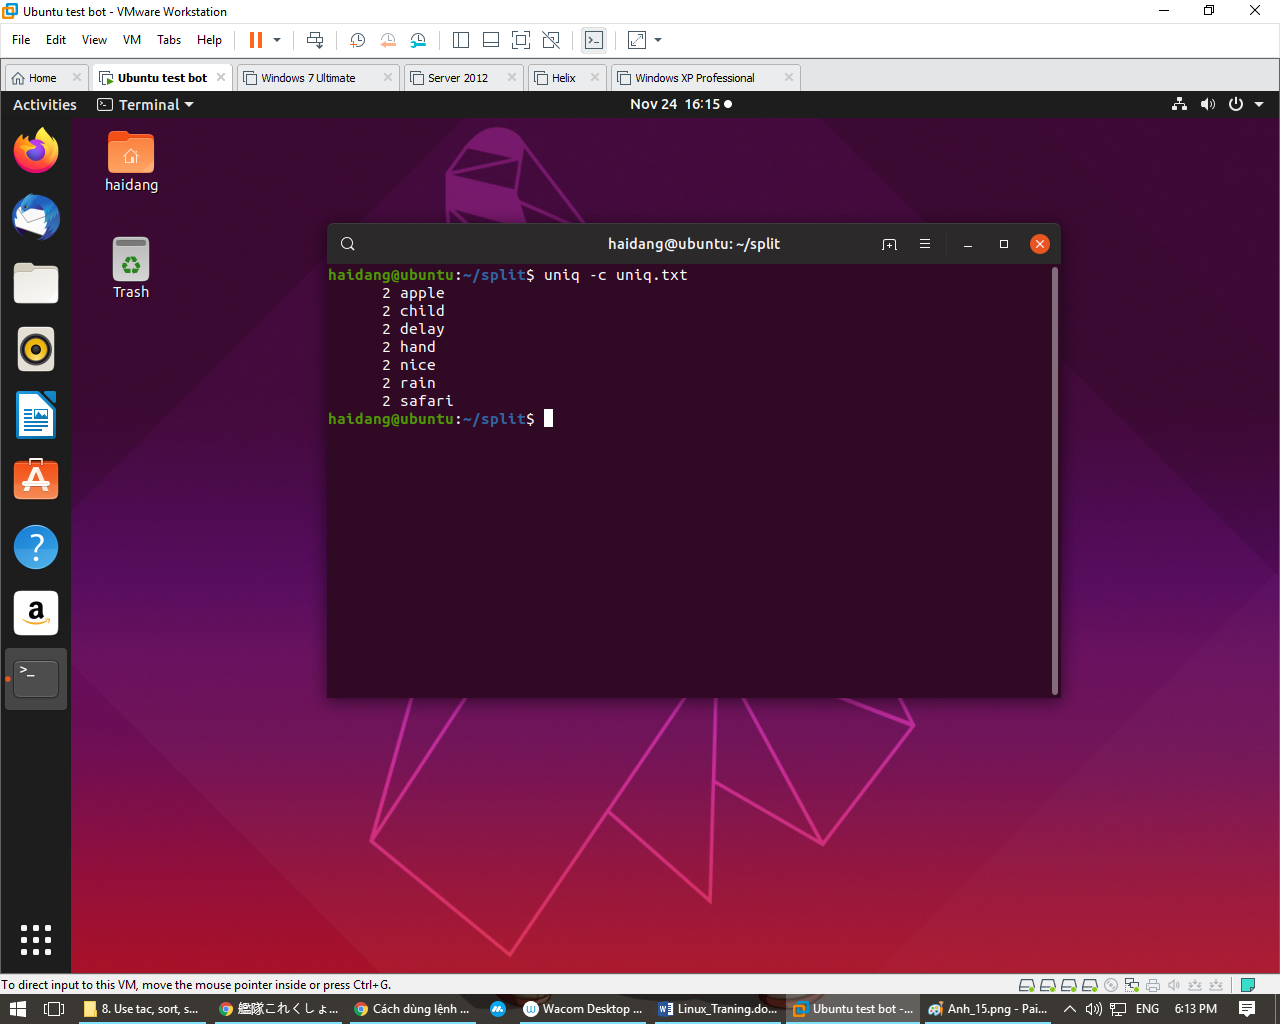 Ubuntu test bot - VMware Workstation
File Edit View VM Tabs Help
Home Ubuntu test bot Windows 7 Ultimate Server 2012 Helix Windows XP Professional
Activities Terminal Nov 24 16:15
haidang
Trash
haidang@ubuntu: ~/split
haidang@ubuntu:~/split$ uniq -c uniq.txt
2 apple
2 child
2 delay
2 hand
2 nice
2 rain
2 safari
haidang@ubuntu:~/split$
To direct input to this VM, move the mouse pointer inside or press Ctrl+G.
8. Use tac, sort, s... 艦隊これくしょ... Cách dùng lệnh ... Wacom Desktop ... Linux_Traning.do... Ubuntu test bot -... Anh_15.png - Pai... ENG 6:13 PM